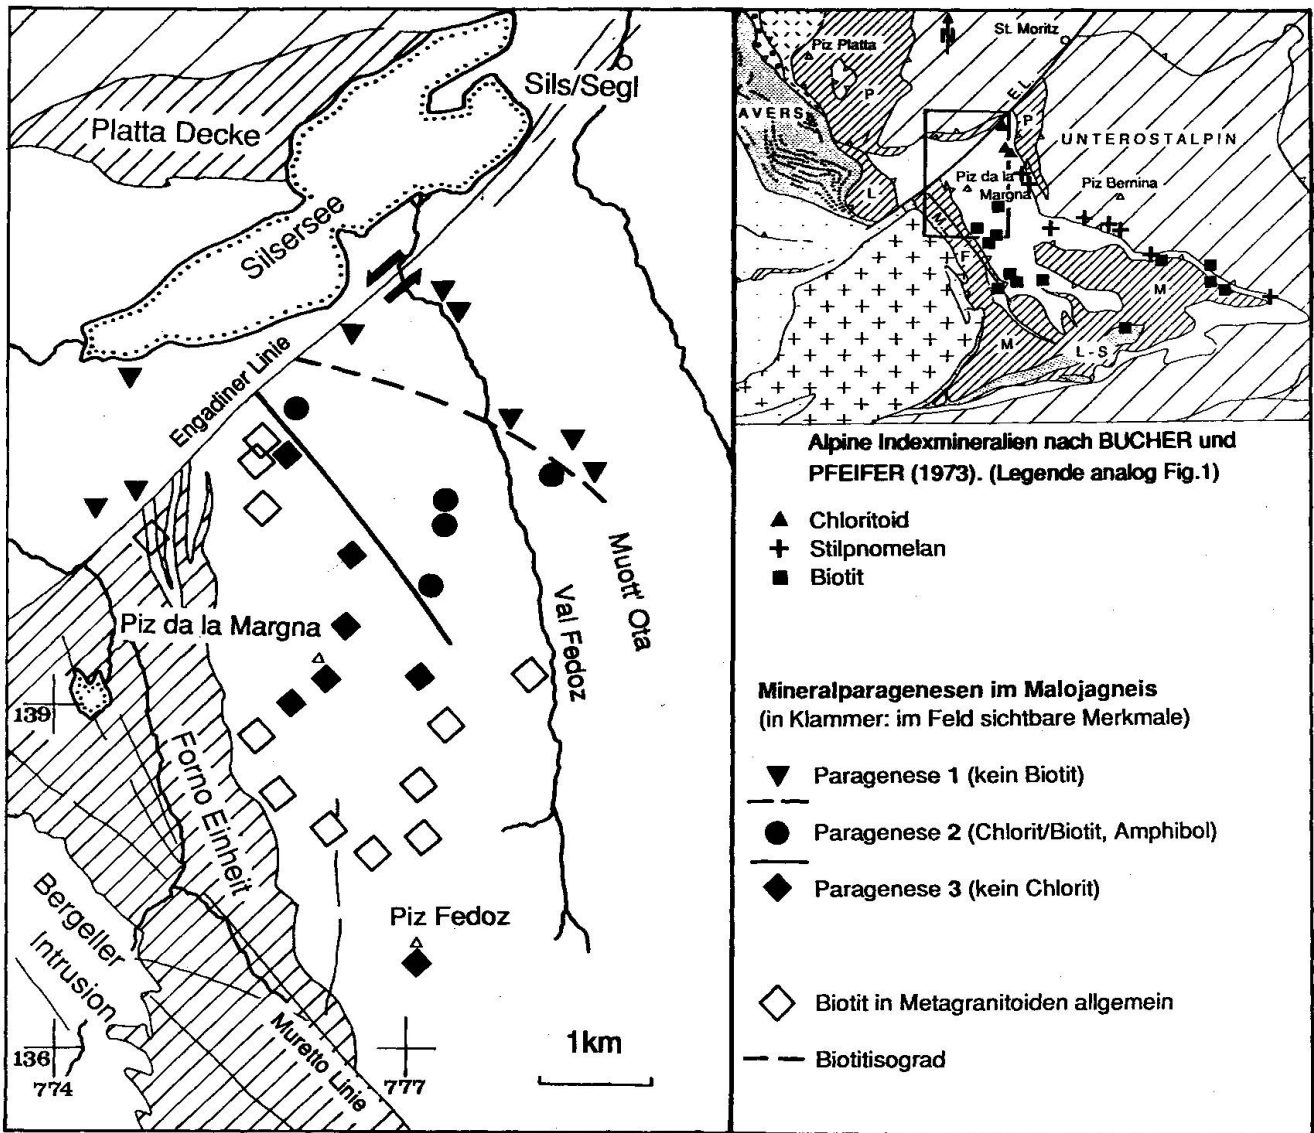 Sils/Segl
Platta Decke
Silsersee
Engadiner Linie
Muott' Ota
Val Fedoz
Piz da la Margna
139
Forno Einheit
Bergeller
Intrusion
Piz Fedoz
Muretto Linie
136
774
777
1km
N
St. Moritz
Piz Platta
E.L.
P
P
AVERS
UNTEROSTALPIN
Piz da la
Margna
Piz Bernina
L
M
F
M
M
L-S
Alpine Indexmineralien nach BUCHER und
PFEIFER (1973). (Legende analog Fig.1)
Chloritoid
Stilpnomelan
Biotit
Mineralparagenesen im Malojagneis
(in Klammer: im Feld sichtbare Merkmale)
Paragenese 1 (kein Biotit)
Paragenese 2 (Chlorit/Biotit, Amphibol)
Paragenese 3 (kein Chlorit)
Biotit in Metagranitoiden allgemein
Biotitisograd